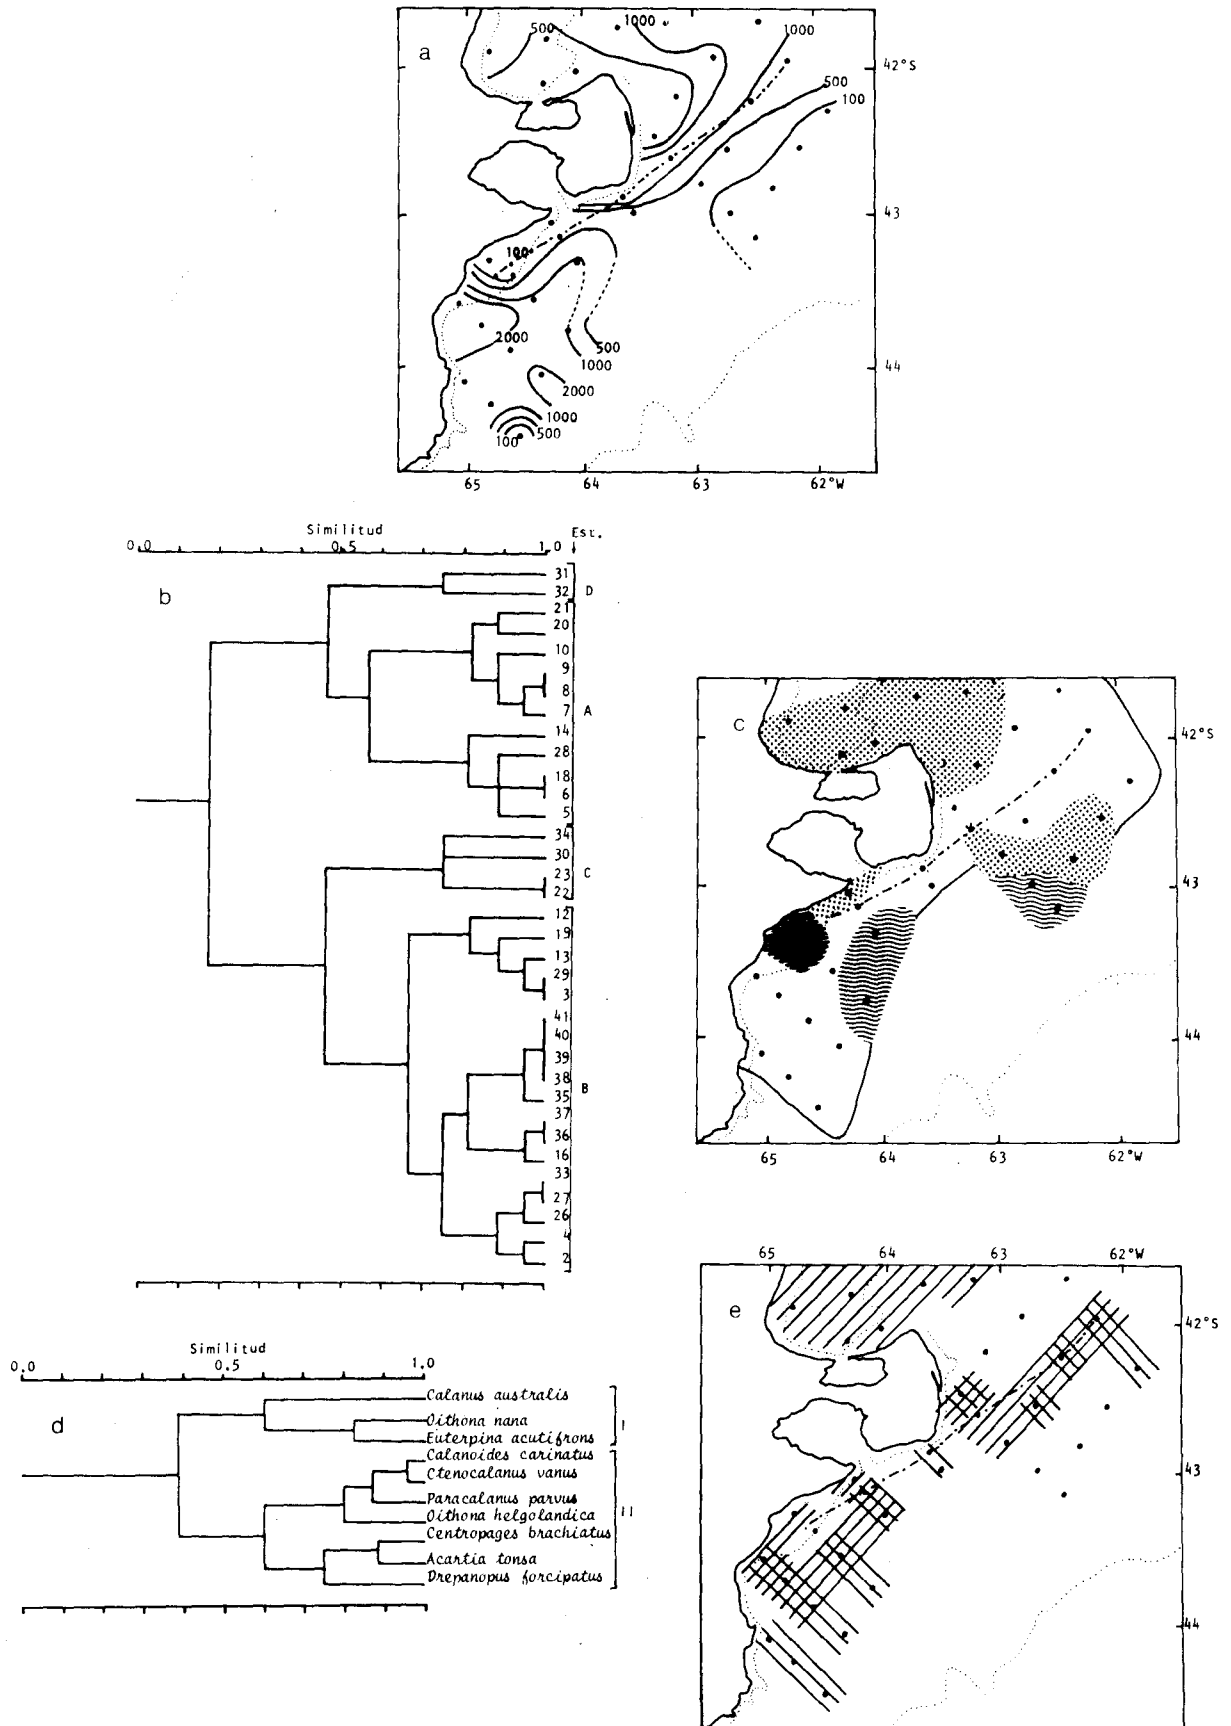 a
500
1000
1000
42°S
500
100
43
100
2000
500
1000
44
2000
1000
100
500
65
64
63
62°W
Similitud
Est.
0.0
0.5
1.0
b
31
32
D
21
20
10
9
8
7
A
14
28
18
6
5
34
30
23
C
22
12
19
13
29
3
41
40
39
38
B
35
37
36
16
33
27
26
4
2
c
42°S
43
44
65
64
63
62°W
Similitud
0.0
0.5
1.0
d
Calanus australis
Oithona nana
I
Euterpina acutifrons
Calanoides carinatus
Ctenocalanus vanus
Paracalanus parvus
II
Oithona helgolandica
Centropages brachiatus
Acartia tonsa
Drepanopus forcipatus
65
64
63
62°W
e
42°S
43
44